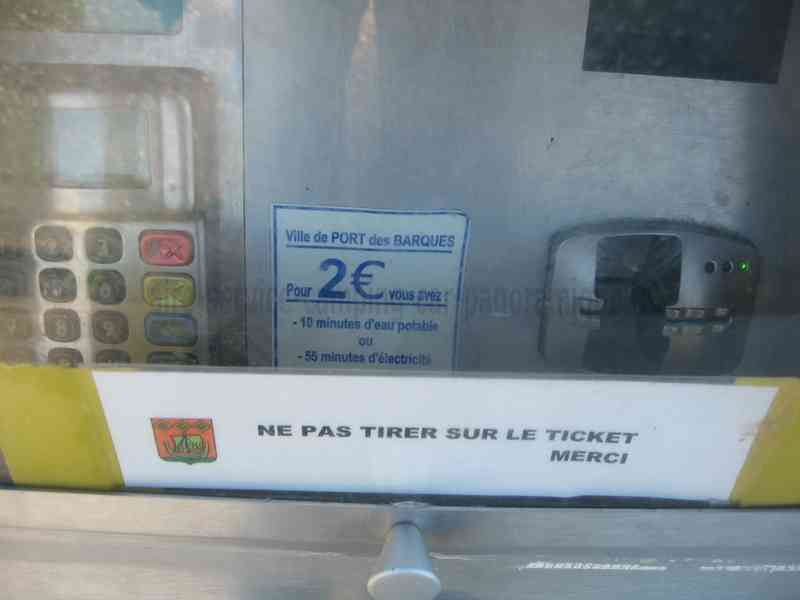 Ville de PORT des BARQUES
Pour 2€ vous avez :
- 10 minutes d'eau potable
ou
- 55 minutes d'électricité
NE PAS TIRER SUR LE TICKET
MERCI